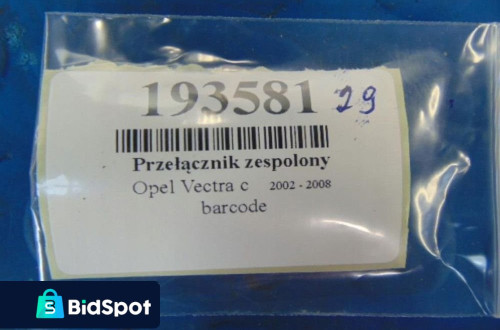 193581 29
Przełącznik zespolony
Opel Vectra c 2002 - 2008
barcode
BidSpot